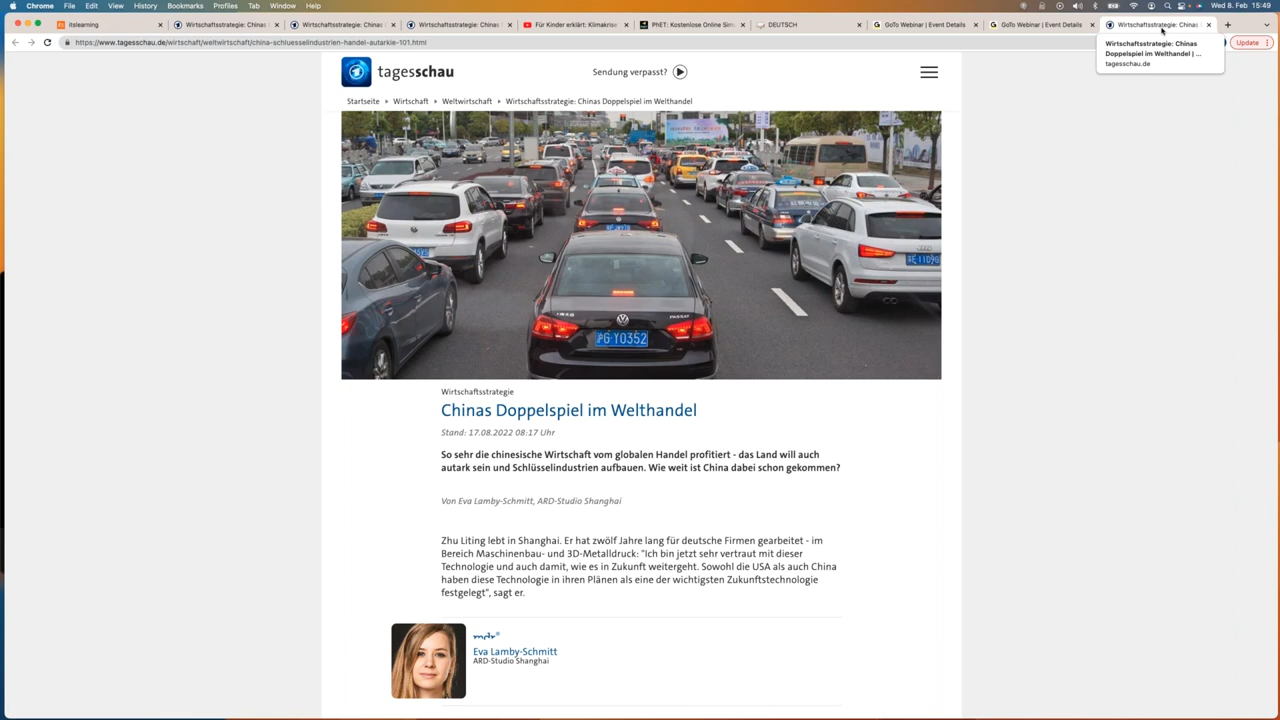 Chrome File Edit View History Bookmarks Profiles Tab Window Help
Wed 8. Feb 15:49
itslearning
Wirtschaftsstrategie: Chinas
Wirtschaftsstrategie: Chinas
Wirtschaftsstrategie: Chinas
Für Kinder erklärt: Klimakrise
PhET: Kostenlose Online Sim
DEUTSCH
GoTo Webinar | Event Details
GoTo Webinar | Event Details
Wirtschaftsstrategie: Chinas
https://www.tagesschau.de/wirtschaft/weltwirtschaft/china-schluesselindustrien-handel-autarkie-101.html
Update
Wirtschaftsstrategie: Chinas
Doppelspiel im Welthandel | ...
tagesschau.de
tagesschau
Sendung verpasst?
Startseite Wirtschaft Weltwirtschaft Wirtschaftsstrategie: Chinas Doppelspiel im Welthandel
PASSAT
沪G·Y0352
Wirtschaftsstrategie
Chinas Doppelspiel im Welthandel
Stand: 17.08.2022 08:17 Uhr
So sehr die chinesische Wirtschaft vom globalen Handel profitiert - das Land will auch
autark sein und Schlüsselindustrien aufbauen. Wie weit ist China dabei schon gekommen?
Von Eva Lamby-Schmitt, ARD-Studio Shanghai
Zhu Liting lebt in Shanghai. Er hat zwölf Jahre lang für deutsche Firmen gearbeitet - im
Bereich Maschinenbau- und 3D-Metalldruck: "Ich bin jetzt sehr vertraut mit dieser
Technologie und auch damit, wie es in Zukunft weitergeht. Sowohl die USA als auch China
haben diese Technologie in ihren Plänen als eine der wichtigsten Zukunftstechnologie
festgelegt", sagt er.
mdr
Eva Lamby-Schmitt
ARD-Studio Shanghai